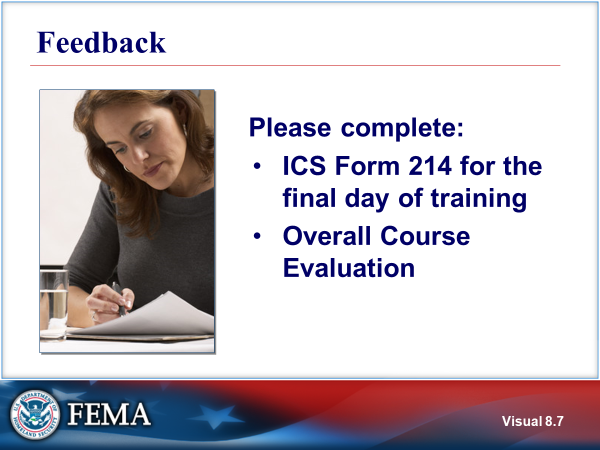 Feedback
Please complete:
• ICS Form 214 for the
final day of training
• Overall Course
Evaluation
FEMA
Visual 8.7